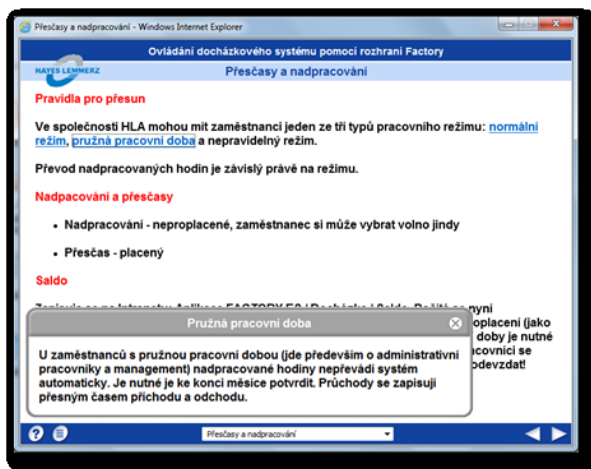 Přesčasy a nadpracování - Windows Internet Explorer
Ovládání docházkového systému pomocí rozhraní Factory
HAYES LEMMERZ
Přesčasy a nadpracování
Pravidla pro přesun
Ve společnosti HLA mohou mít zaměstnanci jeden ze tří typů pracovního režimu: normální
režim, pružná pracovní doba a nepravidelný režim.
Převod nadpracovaných hodin je závislý právě na režimu.
Nadpacování a přesčasy
• Nadpracování - neproplacené, zaměstnanec si může vybrat volno jindy
• Přesčas - placený
Saldo
nyní
oplacení (jako
doby je nutné
acovníci se
odevzdat!
Pružná pracovní doba
U zaměstnanců s pružnou pracovní dobou (jde především o administrativní
pracovníky a management) nadpracované hodiny nepřevádí systém
automaticky. Je nutné je ke konci měsíce potvrdit. Průchody se zapisují
přesným časem příchodu a odchodu.
Přesčasy a nadpracování